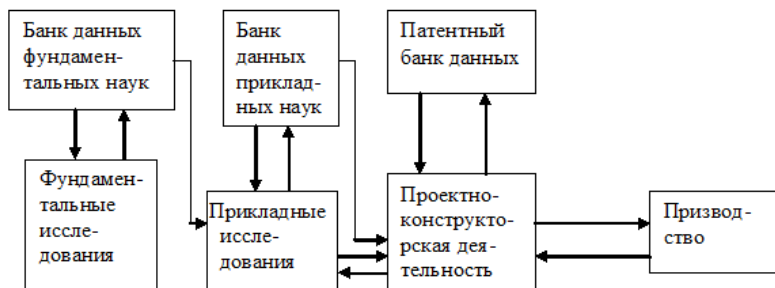 Банк данных
фундамен-
тальных наук
Банк
данных
приклад-
ных наук
Патентный
банк данных
Фундамен-
тальные
иссле-
дования
Прикладные
иссле-
дования
Проектно-
конструкто-
рская дея-
тельность
Призвод-
ство